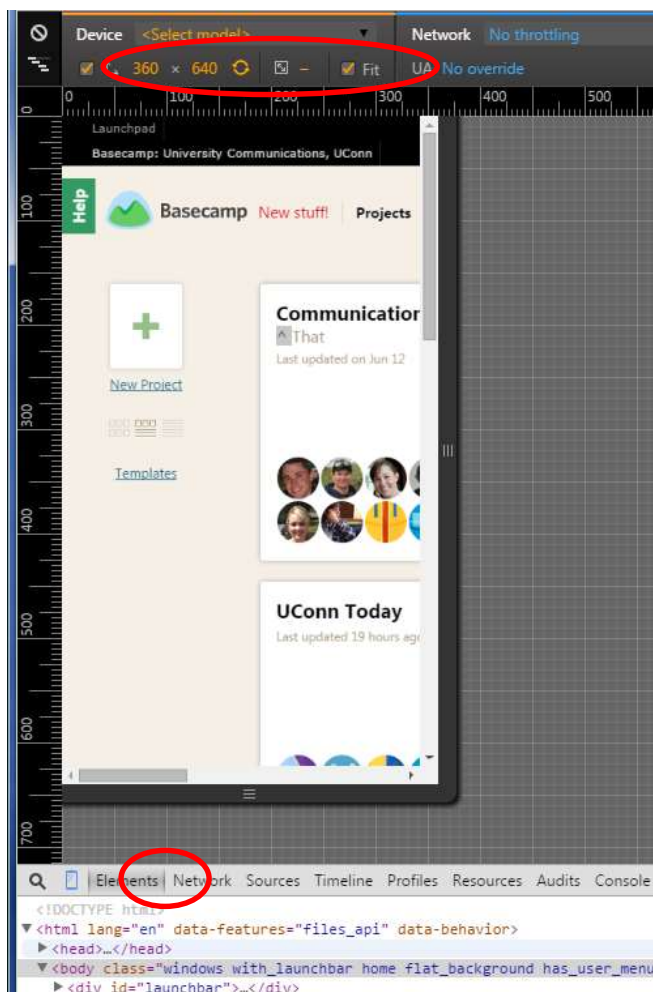 Device <Select model> Network No throttling
360 × 640 – Fit UA No override
0 100 200 300 400 500
0
100
200
300
400
500
600
700
Launchpad
Basecamp: University Communications, UConn
Help
Basecamp New stuff! Projects
Communication
^ That
Last updated on Jun 12
New Project
Templates
UConn Today
Last updated 19 hours ago
Elements Network Sources Timeline Profiles Resources Audits Console
<!DOCTYPE html>
▼<html lang="en" data-features="files_api" data-behavior>
▶<head>…</head>
▼<body class="windows with_launchbar home flat_background has_user_menu
▶<div id="launchbar">…</div>